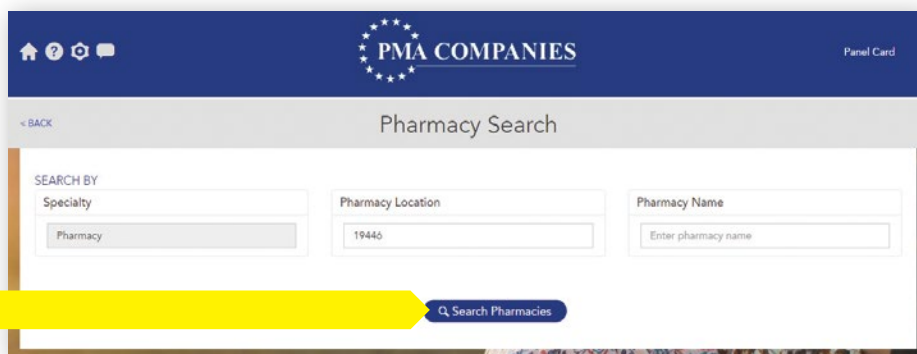 PMA COMPANIES
Panel Card
< BACK
Pharmacy Search
SEARCH BY
Specialty
Pharmacy Location
Pharmacy Name
Pharmacy
19446
Enter pharmacy name
Search Pharmacies